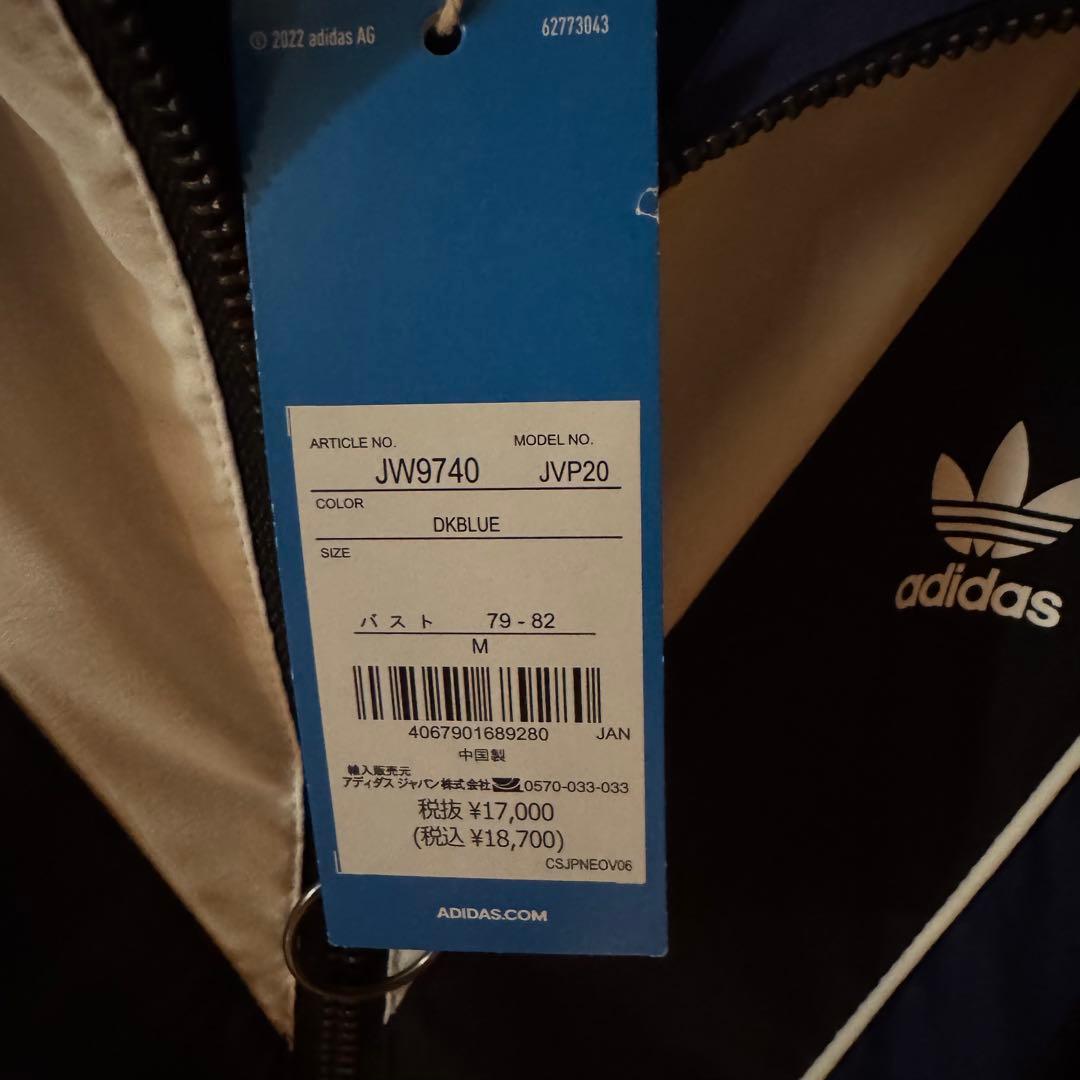 © 2022 adidas AG 62773043
ARTICLE NO. MODEL NO.
JW9740 JVP20
COLOR
DKBLUE
SIZE
バスト 79-82
M
4067901689280 JAN
中国製
輸入販売元
アディダス ジャパン株式会社 0570-033-033
税抜 ¥17,000
(税込 ¥18,700)
CSJPNEOV06
ADIDAS.COM
adidas